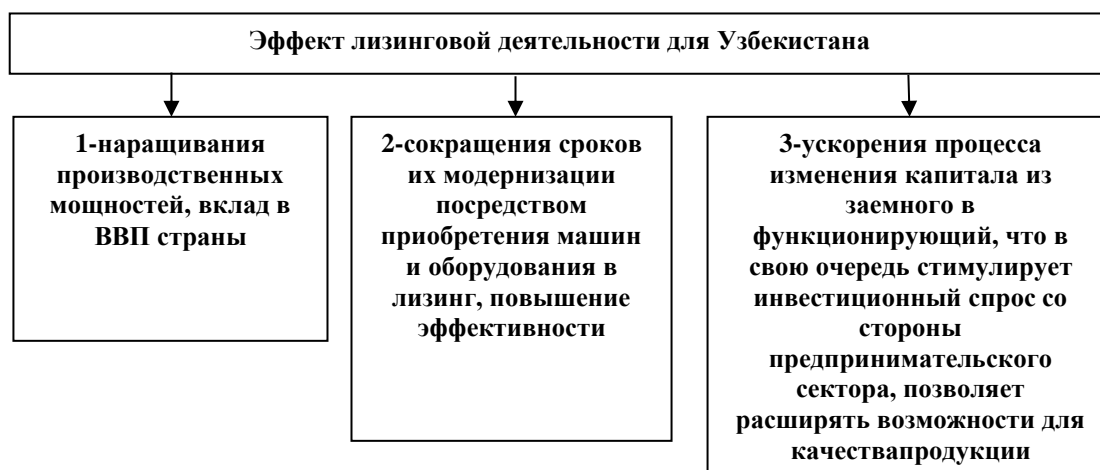 Эффект лизинговой деятельности для Узбекистана
1-наращивания
производственных
мощностей, вклад в
ВВП страны
2-сокращения сроков
их модернизации
посредством
приобретения машин
и оборудования в
лизинг, повышение
эффективности
3-ускорения процесса
изменения капитала из
заемного в
функционирующий, что в
свою очередь стимулирует
инвестиционный спрос со
стороны
предпринимательского
сектора, позволяет
расширять возможности для
качествапродукции